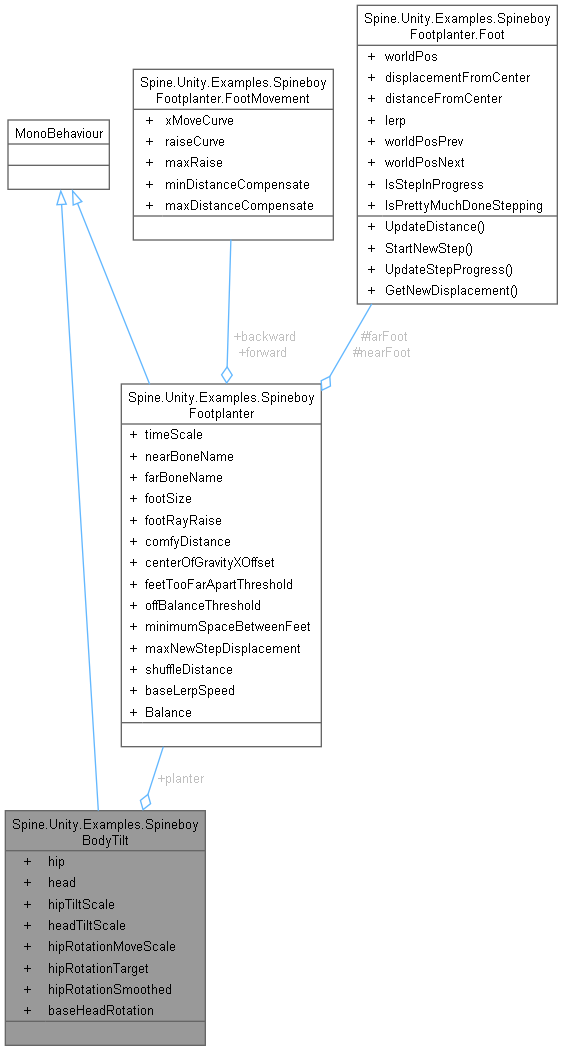 Spine.Unity.Examples.Spineboy
Footplanter.Foot
+ worldPos
+ displacementFromCenter
+ distanceFromCenter
+ lerp
+ worldPosPrev
+ worldPosNext
+ IsStepInProgress
+ IsPrettyMuchDoneStepping
+ UpdateDistance()
+ StartNewStep()
+ UpdateStepProgress()
+ GetNewDisplacement()
Spine.Unity.Examples.Spineboy
Footplanter.FootMovement
+ xMoveCurve
+ raiseCurve
+ maxRaise
+ minDistanceCompensate
+ maxDistanceCompensate
MonoBehaviour
+backward
+forward
#farFoot
#nearFoot
Spine.Unity.Examples.Spineboy
Footplanter
+ timeScale
+ nearBoneName
+ farBoneName
+ footSize
+ footRayRaise
+ comfyDistance
+ centerOfGravityXOffset
+ feetTooFarApartThreshold
+ offBalanceThreshold
+ minimumSpaceBetweenFeet
+ maxNewStepDisplacement
+ shuffleDistance
+ baseLerpSpeed
+ Balance
+planter
Spine.Unity.Examples.Spineboy
BodyTilt
+ hip
+ head
+ hipTiltScale
+ headTiltScale
+ hipRotationMoveScale
+ hipRotationTarget
+ hipRotationSmoothed
+ baseHeadRotation